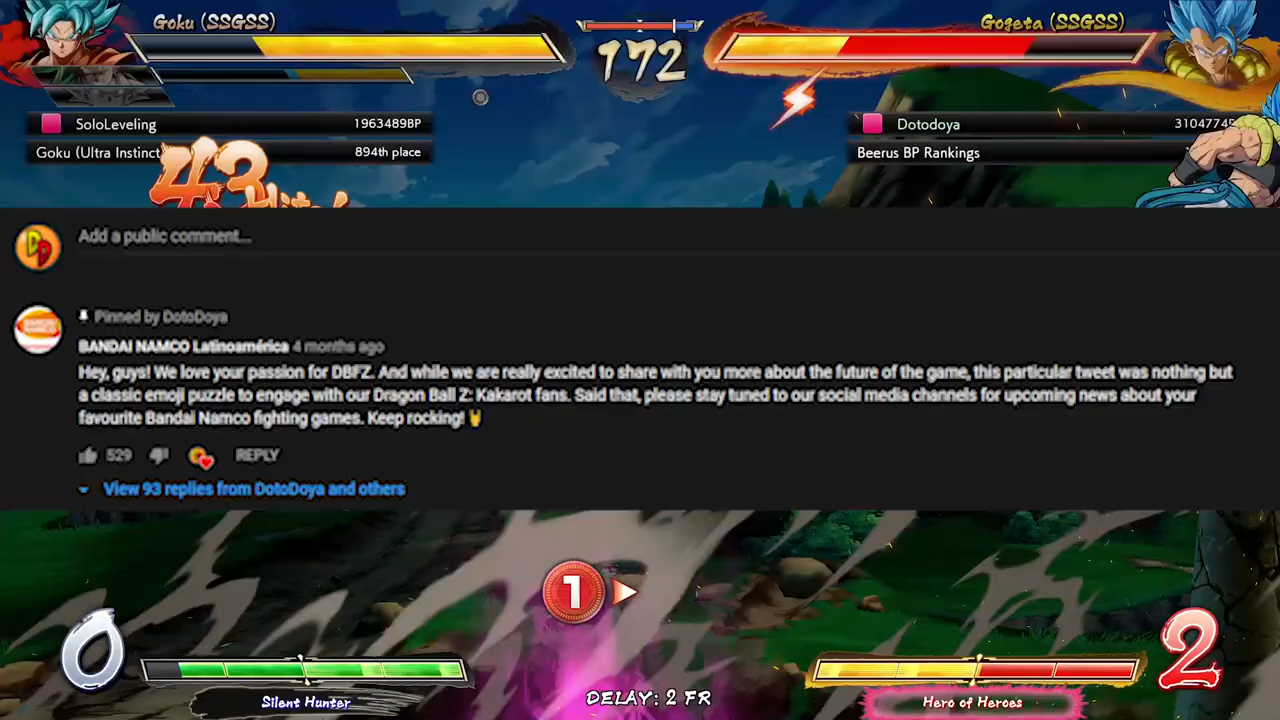 Goku (SSGSS)
172
Gogeta (SSGSS)
SoloLeveling
1963489BP
Dotodoya
Goku (Ultra Instinct
894th place
Beerus BP Rankings
43
Hits!
DD
Add a public comment...
Pinned by DotoDoya
BANDAI NAMCO Latinoamérica 4 months ago
Hey, guys! We love your passion for DBFZ. And while we are really excited to share with you more about the future of the game, this particular tweet was nothing but
a classic emoji puzzle to engage with our Dragon Ball Z: Kakarot fans. Said that, please stay tuned to our social media channels for upcoming news about your
favourite Bandai Namco fighting games. Keep rocking! 🤘
529
REPLY
View 93 replies from DotoDoya and others
1
0
2
Silent Hunter
DELAY: 2 FR
Hero of Heroes